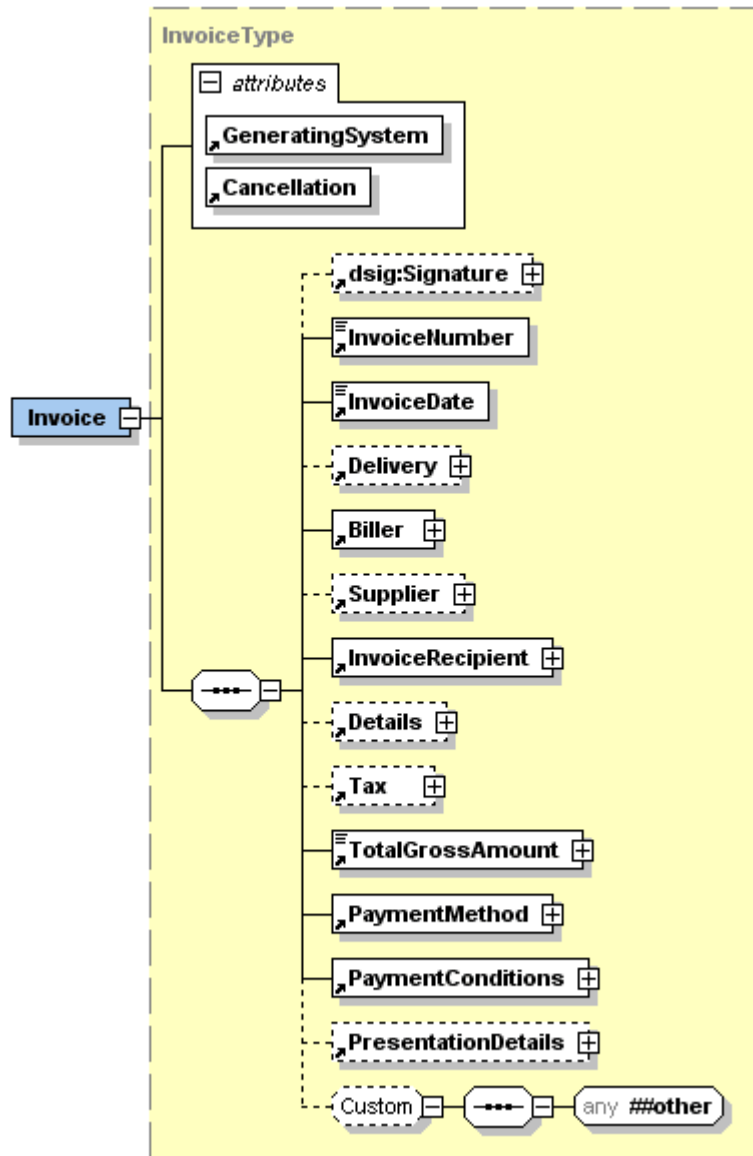 InvoiceType
attributes
GeneratingSystem
Cancellation
dsig:Signature
InvoiceNumber
InvoiceDate
Invoice
Delivery
Biller
Supplier
InvoiceRecipient
Details
Tax
TotalGrossAmount
PaymentMethod
PaymentConditions
PresentationDetails
Custom any ##other